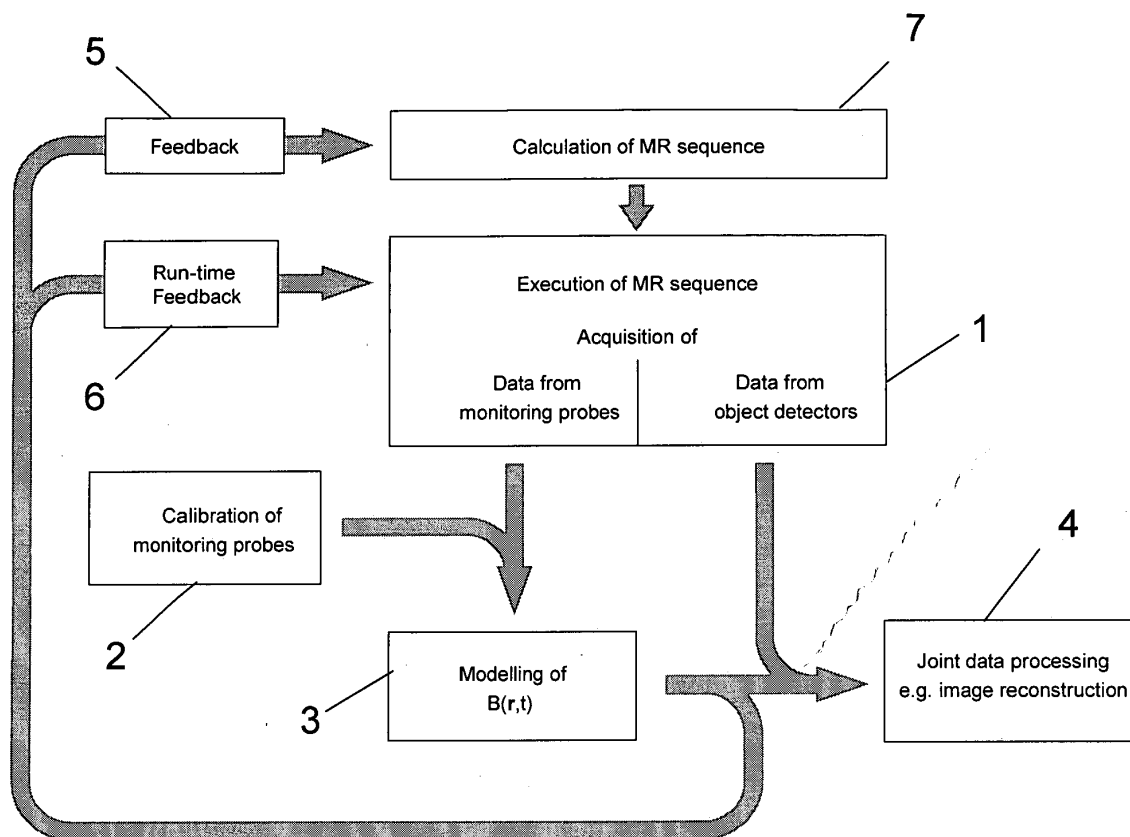 5
7
Feedback
Calculation of MR sequence
Run-time
Feedback
6
Execution of MR sequence
Acquisition of
Data from
monitoring probes
Data from
object detectors
1
Calibration of
monitoring probes
2
Modelling of
B(r,t)
3
4
Joint data processing
e.g. image reconstruction